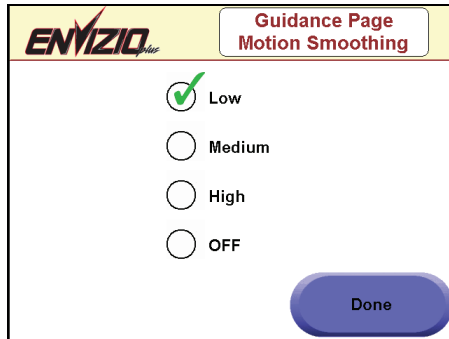 ENVIZIO plus
Guidance Page
Motion Smoothing
Low
Medium
High
OFF
Done